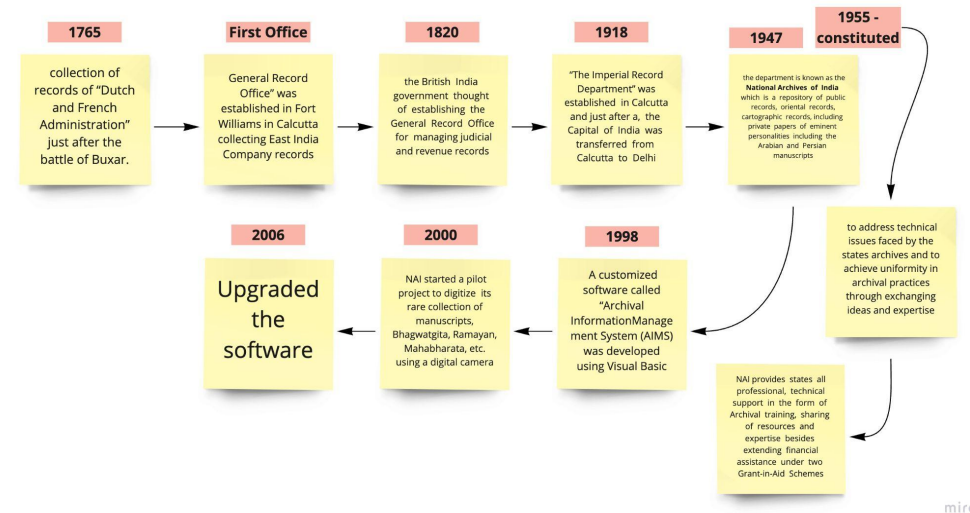 1765
collection of
records of "Dutch
and French
Administration"
just after the
battle of Buxar.
First Office
General Record
Office" was
established in Fort
Williams in Calcutta
collecting East India
Company records
1820
the British India
government thought
of establishing the
General Record Office
for managing judicial
and revenue records
1918
"The Imperial Record
Department" was
established in Calcutta
and just after a, the
Capital of India was
transferred from
Calcutta to Delhi
1947
the department is known as the
National Archives of India
which is a repository of public
records, oriental records,
cartographic records, including
private papers of eminent
personalities including the
Arabian and Persian
manuscripts
1955 -
constituted
to address technical
issues faced by the
states archives and to
achieve uniformity in
archival practices
through exchanging
ideas and expertise
NAI provides states all
professional, technical
support in the form of
Archival training, sharing
of resources and
expertise besides
extending financial
assistance under two
Grant-in-Aid Schemes
1998
A customized
software called
"Archival
InformationManage
ment System (AIMS)
was developed
using Visual Basic
2000
NAI started a pilot
project to digitize its
rare collection of
manuscripts,
Bhagwatgita, Ramayan,
Mahabharata, etc.
using a digital camera
2006
Upgraded
the
software